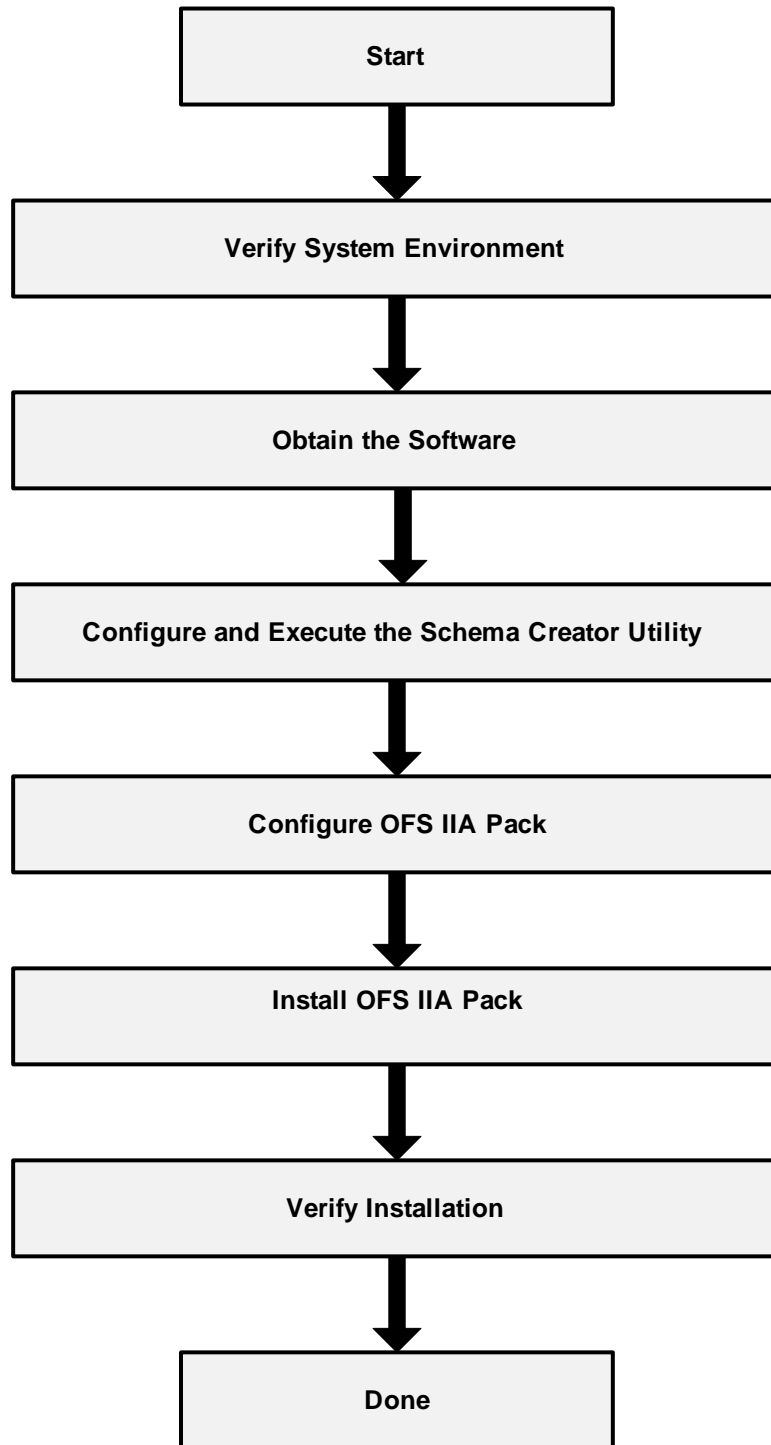 Start
Verify System Environment
Obtain the Software
Configure and Execute the Schema Creator Utility
Configure OFS IIA Pack
Install OFS IIA Pack
Verify Installation
Done